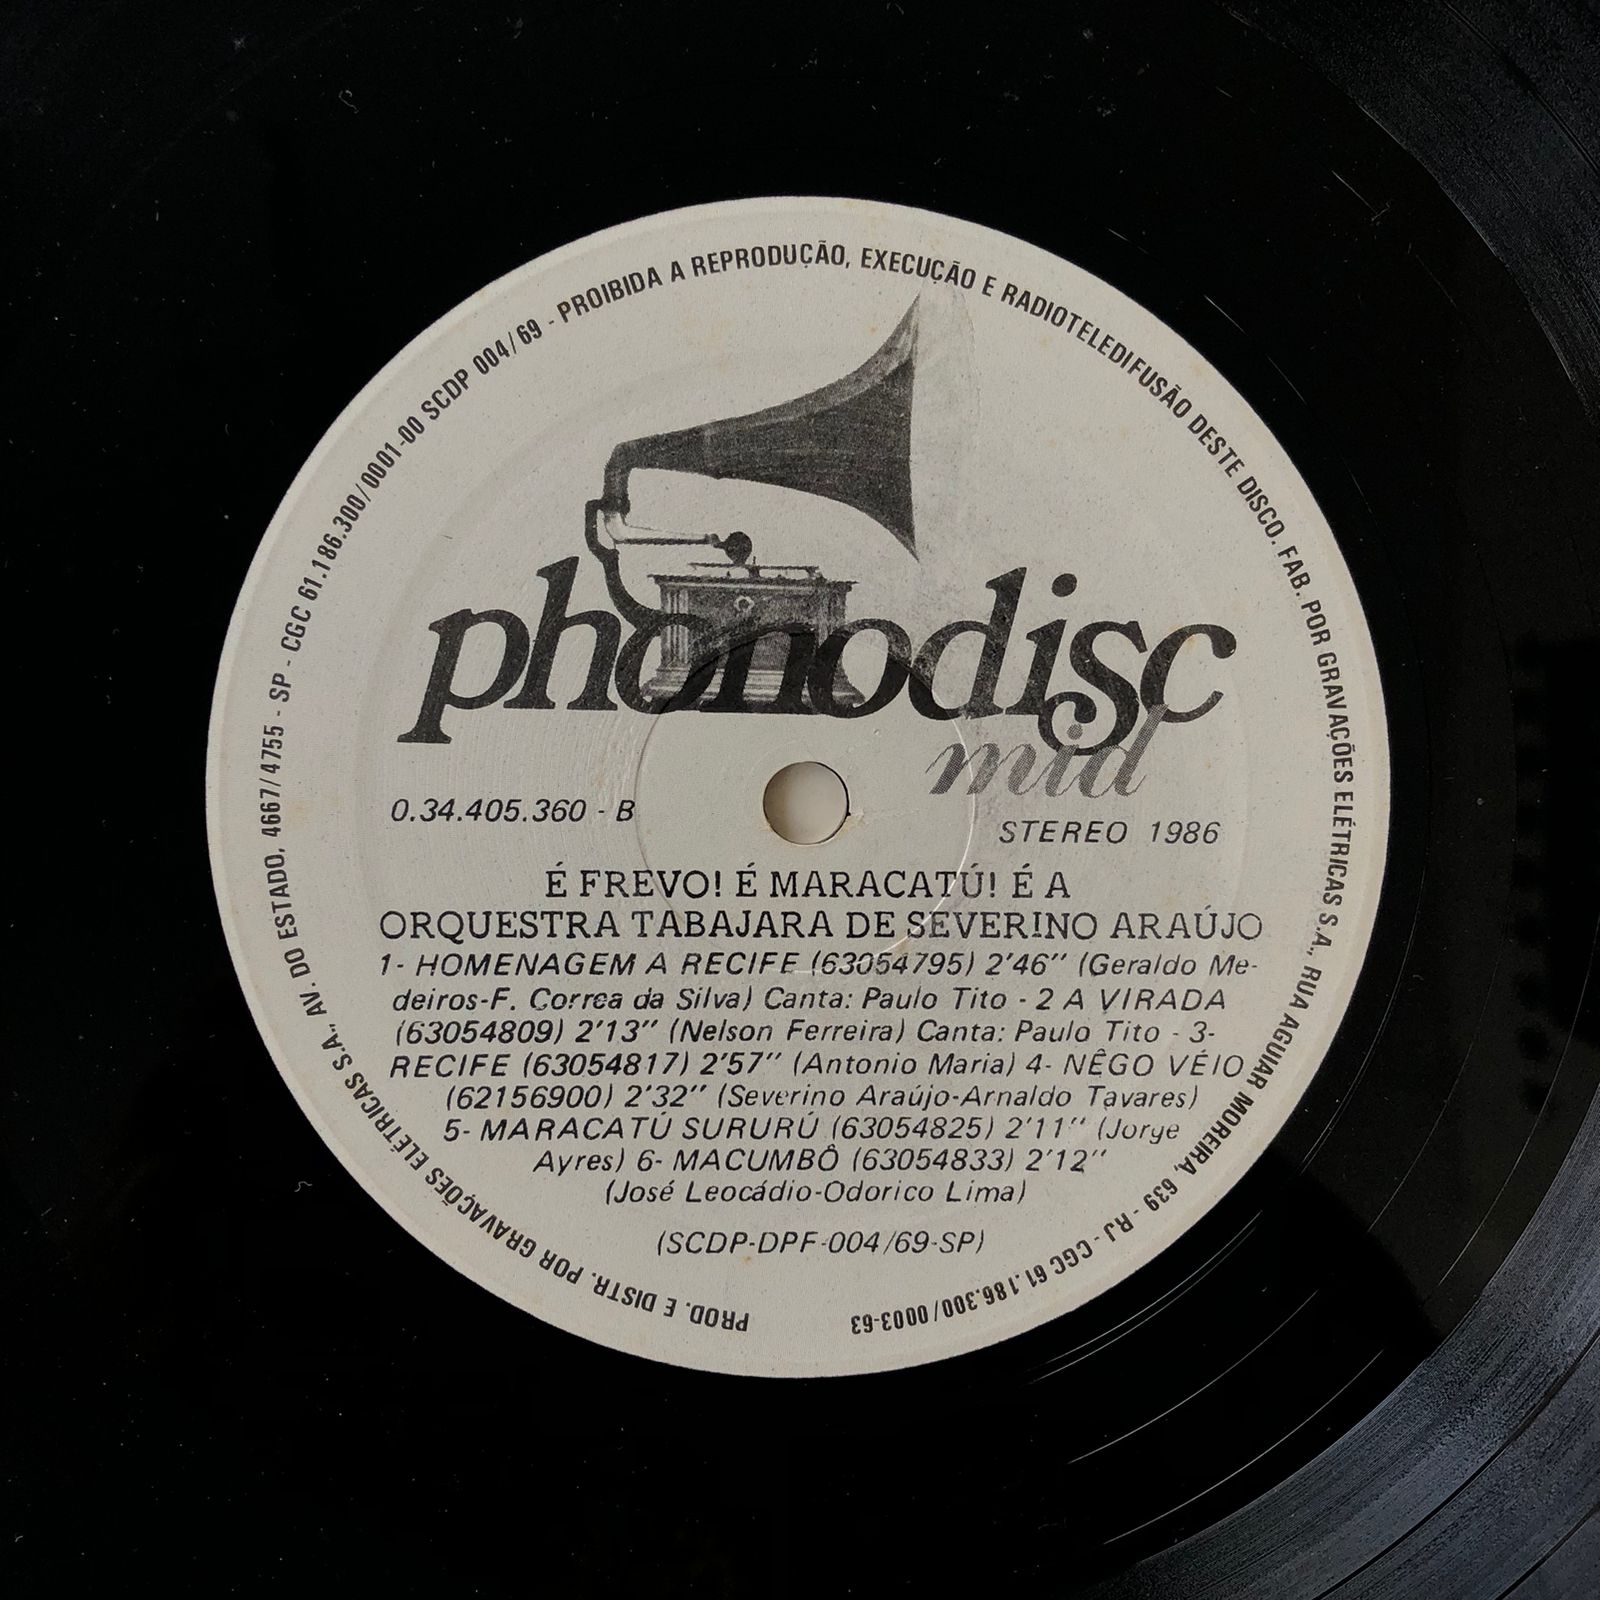 PROD. E DISTR. POR GRAVAÇÕES ELÉTRICAS S.A., AV. DO ESTADO, 4667/4755 - SP - CGC 61.186.300/0001-00 SCDP 004/69 - PROIBIDA A REPRODUÇÃO, EXECUÇÃO E RADIOTELEDIFUSÃO DESTE DISCO. FAB. POR GRAVAÇÕES ELÉTRICAS S.A., RUA AGUIAR MOREIRA, 639 - RJ - CGC 61.186.300/0003-63
phonodisc
mid
0.34.405.360 - B
STEREO 1986
É FREVO! É MARACATÚ! É A
ORQUESTRA TABAJARA DE SEVERINO ARAÚJO
1- HOMENAGEM A RECIFE (63054795) 2'46" (Geraldo Me-
deiros-F. Correa da Silva) Canta: Paulo Tito - 2 A VIRADA
(63054809) 2'13" (Nelson Ferreira) Canta: Paulo Tito - 3-
RECIFE (63054817) 2'57" (Antonio Maria) 4- NÊGO VÉIO
(62156900) 2'32" (Severino Araújo-Arnaldo Tavares)
5- MARACATÚ SURURÚ (63054825) 2'11" (Jorge
Ayres) 6- MACUMBÔ (63054833) 2'12"
(José Leocádio-Odorico Lima)
(SCDP-DPF-004/69-SP)